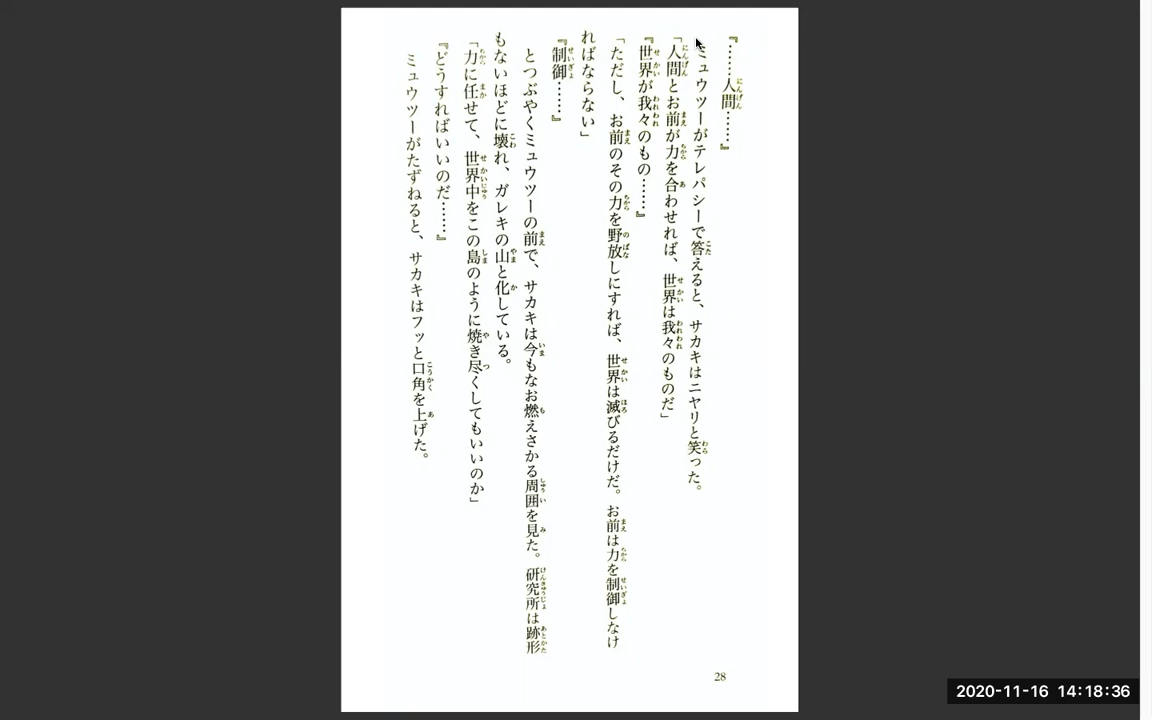 『……人間……』
ミュウツーがテレパシーで答えると、サカキはニヤリと笑った。
「人間とお前が力を合わせれば、世界は我々のものだ」
『世界が我々のもの……』
「ただし、お前のその力を野放しにすれば、世界は滅びるだけだ。お前は力を制御しなけ
ればならない」
『制御……』
とつぶやくミュウツーの前で、サカキは今もなお燃えさかる周囲を見た。研究所は跡形
もないほどに壊れ、ガレキの山と化している。
「力に任せて、世界中をこの島のように焼き尽くしてもいいのか」
『どうすればいいのだ……』
ミュウツーがたずねると、サカキはフッと口角を上げた。
28
2020-11-16 14:18:36